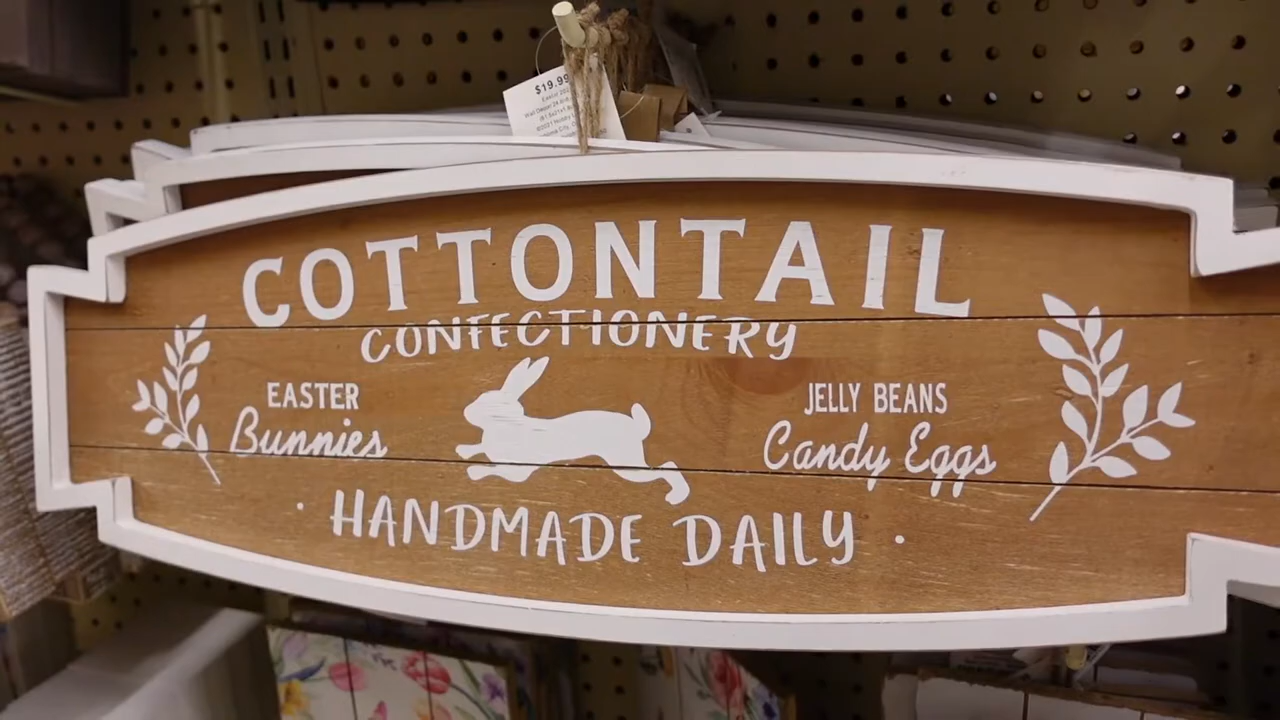 $19.99
COTTONTAIL
CONFECTIONERY
EASTER
Bunnies
JELLY BEANS
Candy Eggs
· HANDMADE DAILY ·